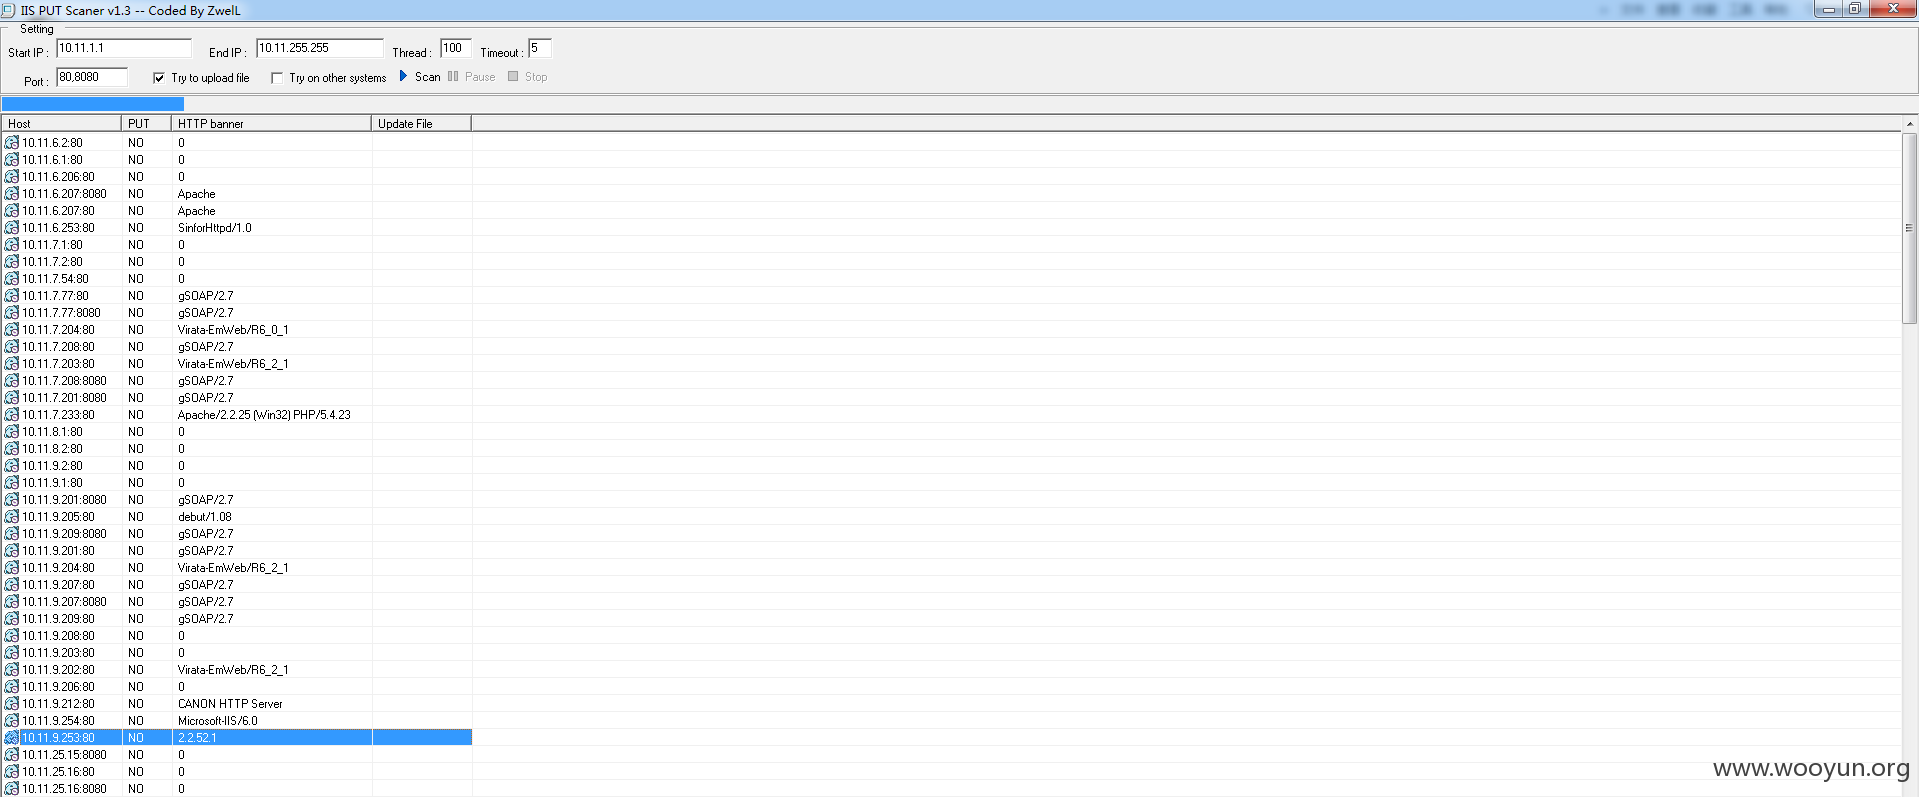 IIS PUT Scaner v1.3 -- Coded By ZwelL
Setting
Start IP : 10.11.1.1 End IP : 10.11.255.255 Thread : 100 Timeout : 5
Port : 80,8080 Try to upload file Try on other systems Scan Pause Stop
Host PUT HTTP banner Update File
10.11.6.2:80 NO 0
10.11.6.1:80 NO 0
10.11.6.206:80 NO 0
10.11.6.207:8080 NO Apache
10.11.6.207:80 NO Apache
10.11.6.253:80 NO SinforHttpd/1.0
10.11.7.1:80 NO 0
10.11.7.2:80 NO 0
10.11.7.54:80 NO 0
10.11.7.77:80 NO gSOAP/2.7
10.11.7.77:8080 NO gSOAP/2.7
10.11.7.204:80 NO Virata-EmWeb/R6_0_1
10.11.7.208:80 NO gSOAP/2.7
10.11.7.203:80 NO Virata-EmWeb/R6_2_1
10.11.7.208:8080 NO gSOAP/2.7
10.11.7.201:8080 NO gSOAP/2.7
10.11.7.233:80 NO Apache/2.2.25 (Win32) PHP/5.4.23
10.11.8.1:80 NO 0
10.11.8.2:80 NO 0
10.11.9.2:80 NO 0
10.11.9.1:80 NO 0
10.11.9.201:8080 NO gSOAP/2.7
10.11.9.205:80 NO debut/1.08
10.11.9.209:8080 NO gSOAP/2.7
10.11.9.201:80 NO gSOAP/2.7
10.11.9.204:80 NO Virata-EmWeb/R6_2_1
10.11.9.207:80 NO gSOAP/2.7
10.11.9.207:8080 NO gSOAP/2.7
10.11.9.209:80 NO gSOAP/2.7
10.11.9.208:80 NO 0
10.11.9.203:80 NO 0
10.11.9.202:80 NO Virata-EmWeb/R6_2_1
10.11.9.206:80 NO 0
10.11.9.212:80 NO CANON HTTP Server
10.11.9.254:80 NO Microsoft-IIS/6.0
10.11.9.253:80 NO 2.2.52.1
10.11.25.15:8080 NO 0
10.11.25.16:80 NO 0
10.11.25.16:8080 NO 0
www.wooyun.org